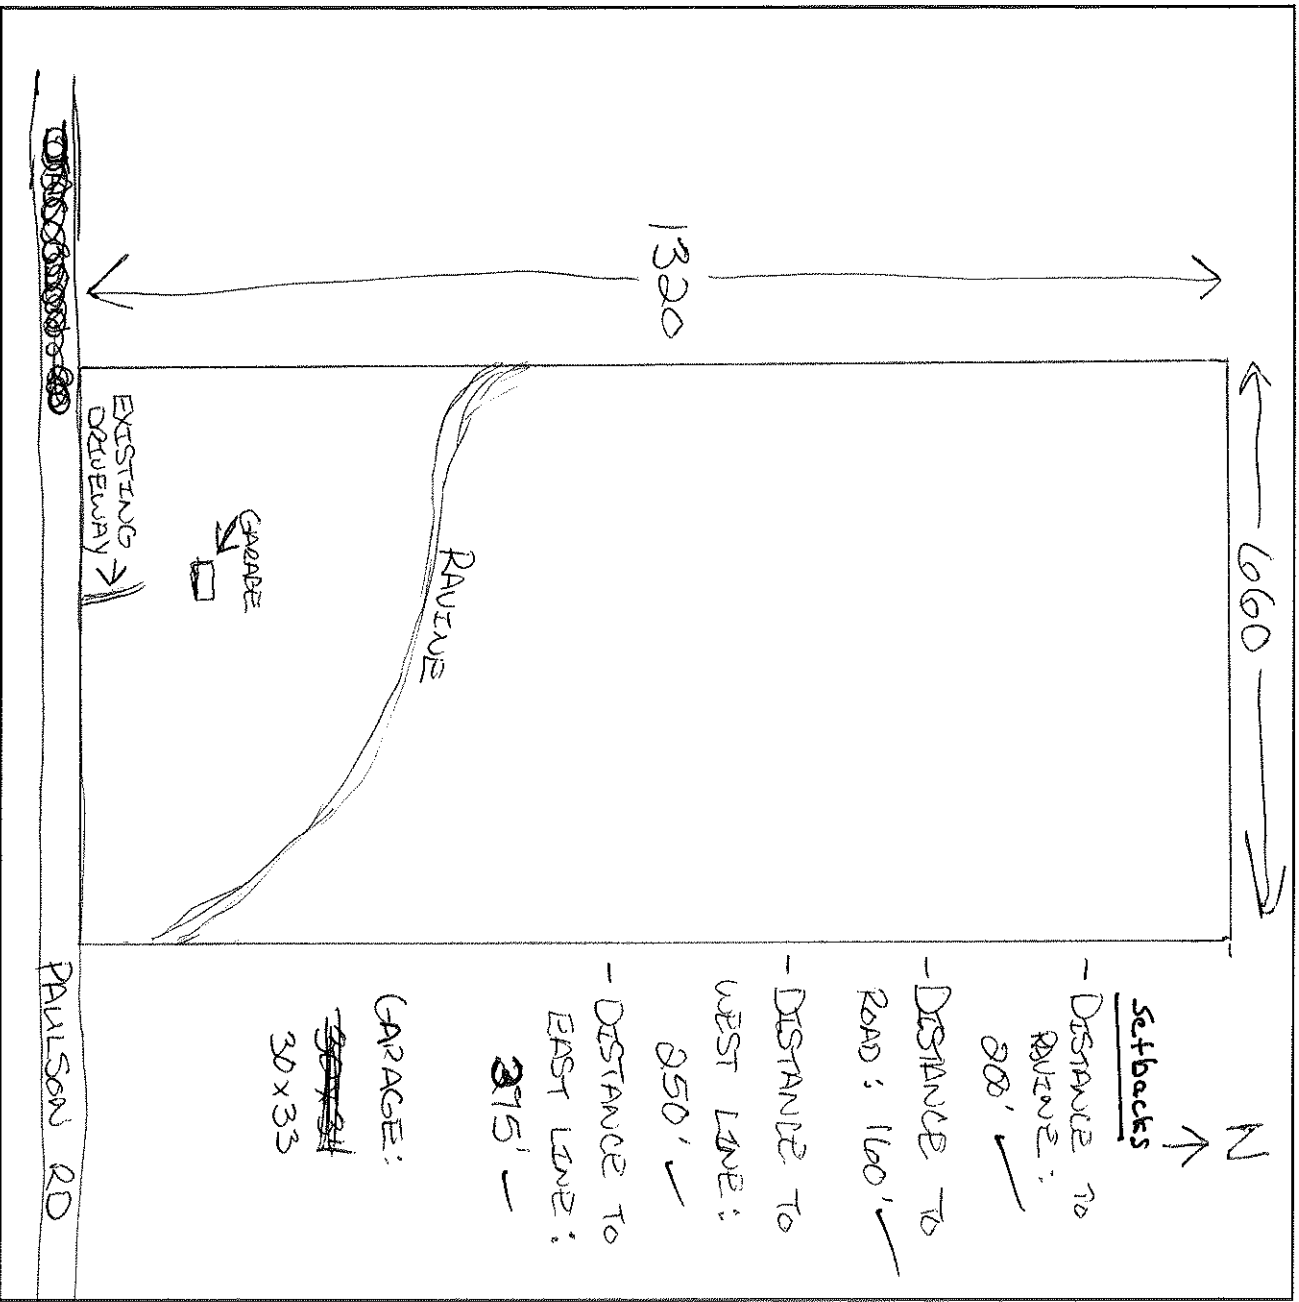 N
660
1320
Setbacks
- DISTANCE TO
RAVINE:
200'
- DISTANCE TO
ROAD: 160'
- DISTANCE TO
WEST LINE:
250'
- DISTANCE TO
EAST LINE:
375'
GARAGE:
30x33
RAVINE
GARAGE
EXISTING
DRIVEWAY
PAULSON RD